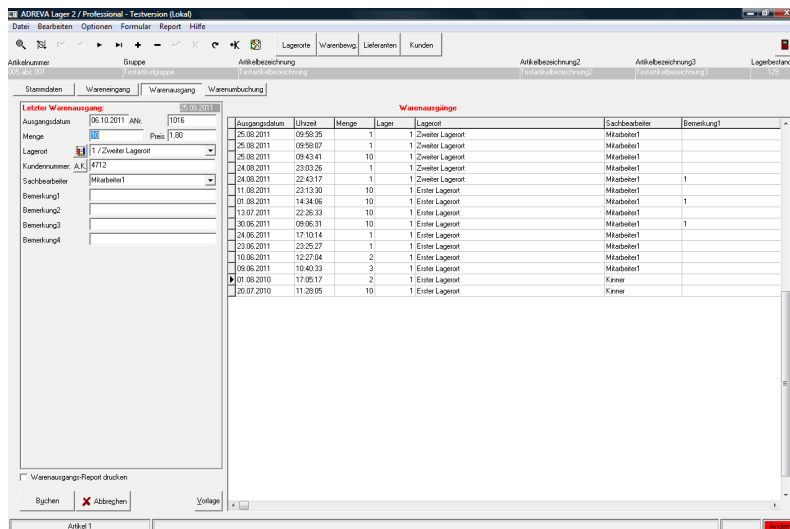 ADREVA Lager 2 / Professional - Testversion (Lokal)
Datei Bearbeiten Optionen Formular Report Hilfe
+K Lagerorte Warenbewg. Lieferanten Kunden
Artikelnummer Gruppe Artikelbezeichnung Artikelbezeichnung2 Artikelbezeichnung3 Lagerbestand
005 abc 001 Testartikelgruppe Testartikelbezeichnung Testartikelbezeichnung2 Testartikelbezeichnung3 129
Stammdaten Wareneingang Warenausgang Warenumbuchung
Letzter Warenausgang: 25.08.2011
Ausgangsdatum 06.10.2011 ANr. 1016
Menge 10 Preis 1,80
Lagerort 1 / Zweiter Lagerort
Kundennummer: A.K. 4712
Sachbearbeiter Mitarbeiter1
Bemerkung1
Bemerkung2
Bemerkung3
Bemerkung4
Warenausgänge
Ausgangsdatum Uhrzeit Menge Lager Lagerort Sachbearbeiter Bemerkung1
25.08.2011 09:58:35 1 1 Zweiter Lagerort Mitarbeiter1
25.08.2011 09:58:07 1 1 Zweiter Lagerort Mitarbeiter1
25.08.2011 09:43:41 10 1 Zweiter Lagerort Mitarbeiter1
24.08.2011 23:03:26 1 1 Zweiter Lagerort Mitarbeiter1
24.08.2011 22:43:17 1 1 Zweiter Lagerort Mitarbeiter1 1
11.08.2011 23:13:30 10 1 Erster Lagerort Mitarbeiter1
01.08.2011 14:34:06 10 1 Erster Lagerort Mitarbeiter1 1
13.07.2011 22:26:33 10 1 Erster Lagerort Mitarbeiter1
30.06.2011 09:06:31 10 1 Erster Lagerort Mitarbeiter1 1
24.06.2011 17:10:14 1 1 Erster Lagerort Mitarbeiter1
23.06.2011 23:25:27 1 1 Erster Lagerort Mitarbeiter1
10.06.2011 12:27:04 2 1 Erster Lagerort Mitarbeiter1
09.06.2011 10:40:33 3 1 Erster Lagerort Mitarbeiter1
01.08.2010 17:05:17 2 1 Erster Lagerort Kinner
20.07.2010 11:28:05 10 1 Erster Lagerort Kinner
Warenausgangs-Report drucken
Buchen Abbrechen Vorlage
Artikel 1